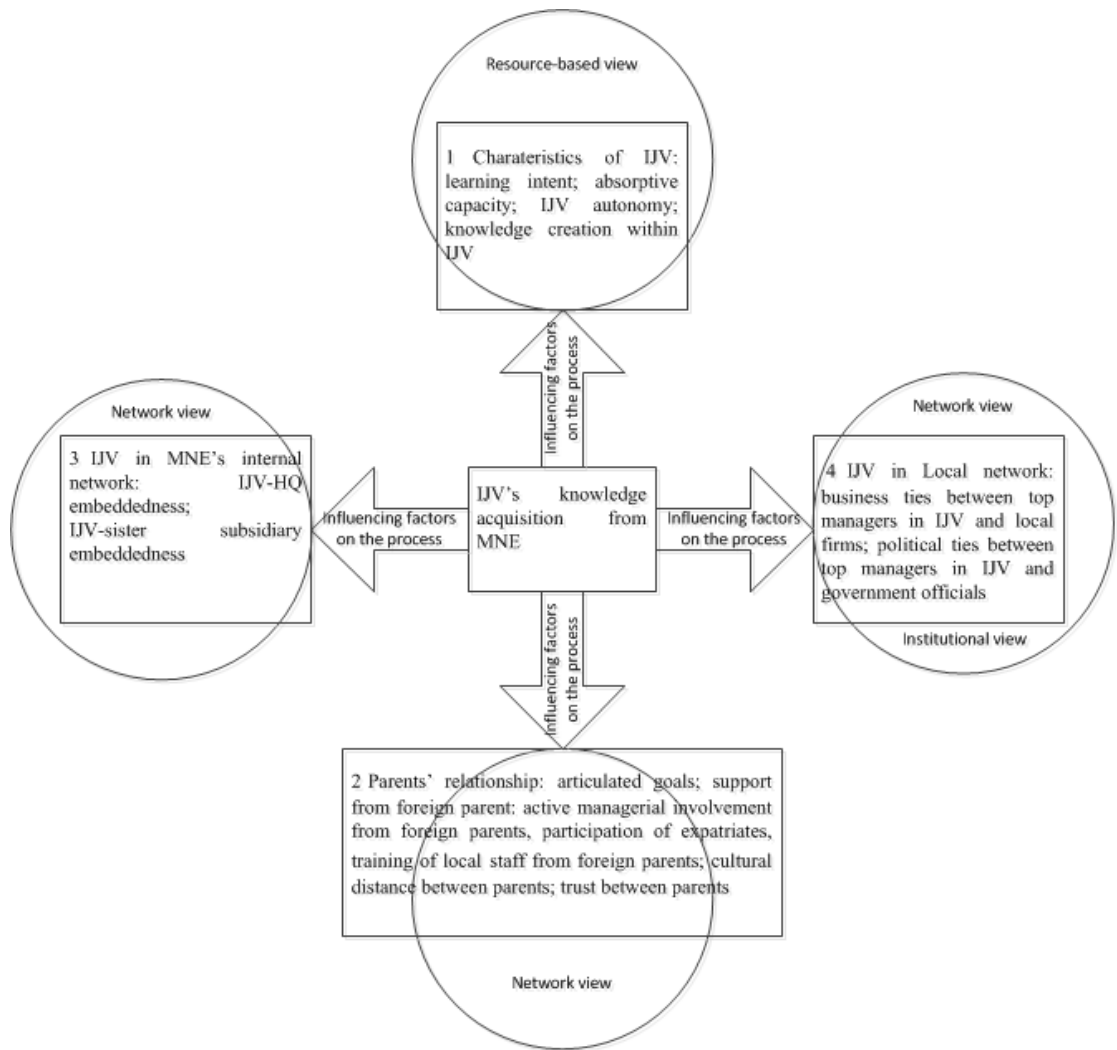 Resource-based view
1 Charateristics of IJV:
learning intent; absorptive
capacity; IJV autonomy;
knowledge creation within
IJV
Influencing factors
on the process
Network view
3 IJV in MNE's internal
network: IJV-HQ
embeddedness;
IJV-sister subsidiary
embeddedness
Influencing factors
on the process
IJV's knowledge
acquisition from
MNE
Influencing factors
on the process
Network view
4 IJV in Local network:
business ties between top
managers in IJV and local
firms; political ties between
top managers in IJV and
government officials
Institutional view
Influencing factors
on the process
2 Parents' relationship: articulated goals; support
from foreign parent: active managerial involvement
from foreign parents, participation of expatriates,
training of local staff from foreign parents; cultural
distance between parents; trust between parents
Network view